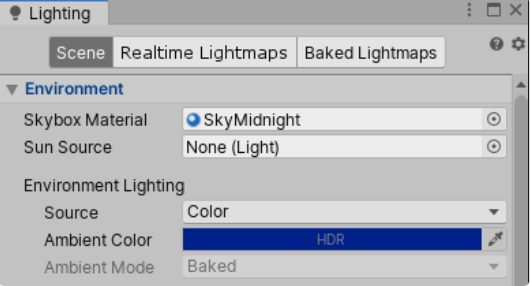 Lighting
Scene Realtime Lightmaps Baked Lightmaps
Environment
Skybox Material SkyMidnight
Sun Source None (Light)
Environment Lighting
Source Color
Ambient Color HDR
Ambient Mode Baked